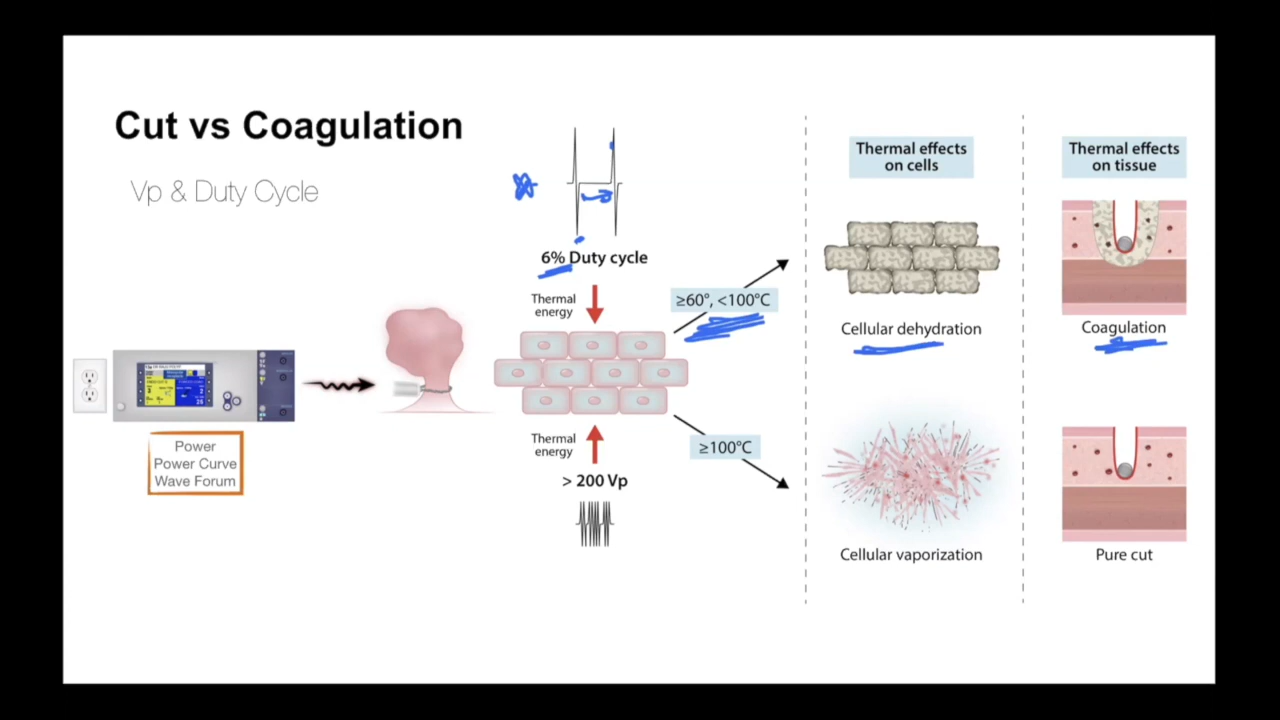 Cut vs Coagulation
Vp & Duty Cycle
6% Duty cycle
Thermal
energy
≥60°, <100°C
Thermal effects
on cells
Cellular dehydration
Thermal effects
on tissue
Coagulation
Power
Power Curve
Wave Forum
Thermal
energy
> 200 Vp
≥100°C
Cellular vaporization
Pure cut